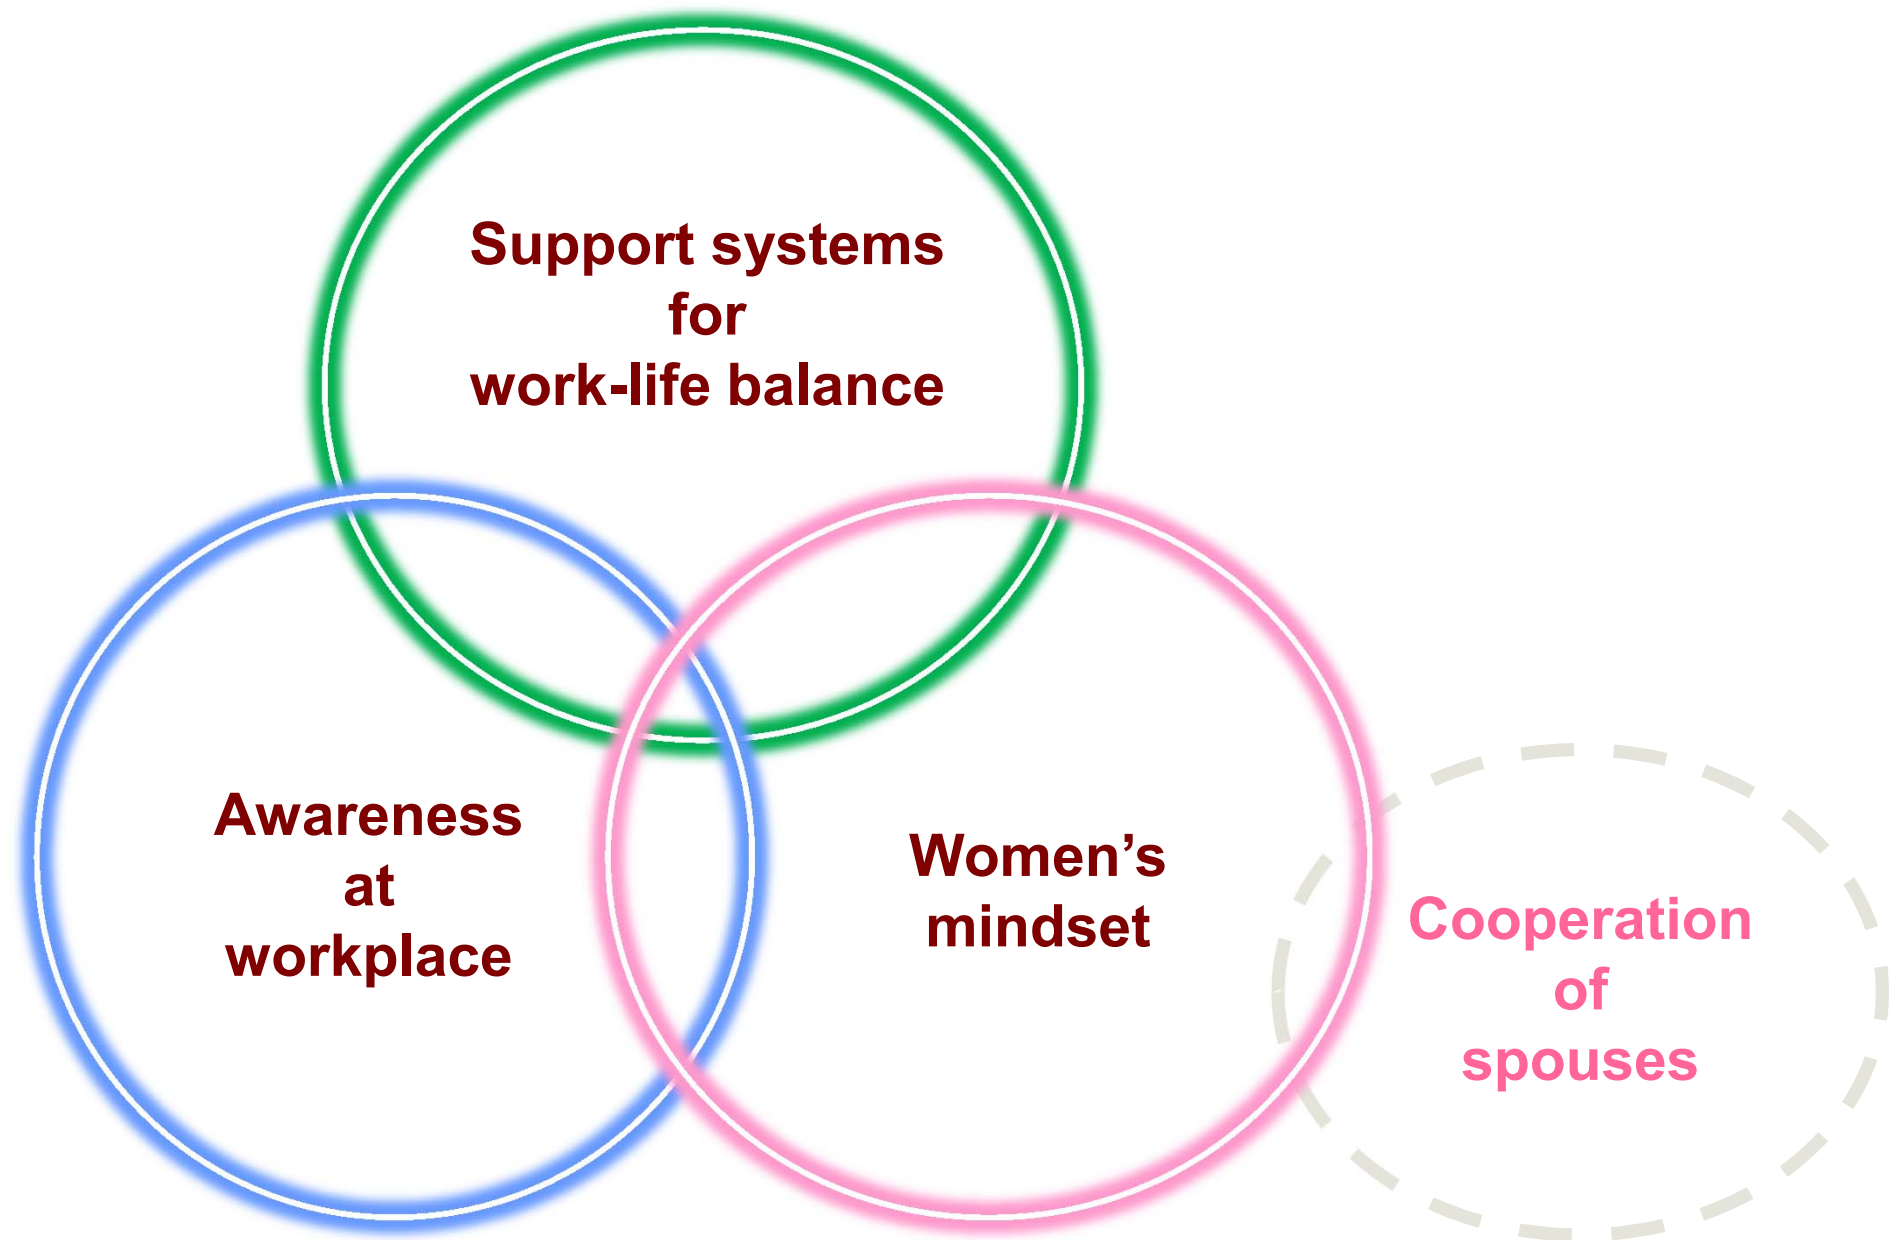 Support systems
for
work-life balance
Awareness
at
workplace
Women’s
mindset
Cooperation
of
spouses